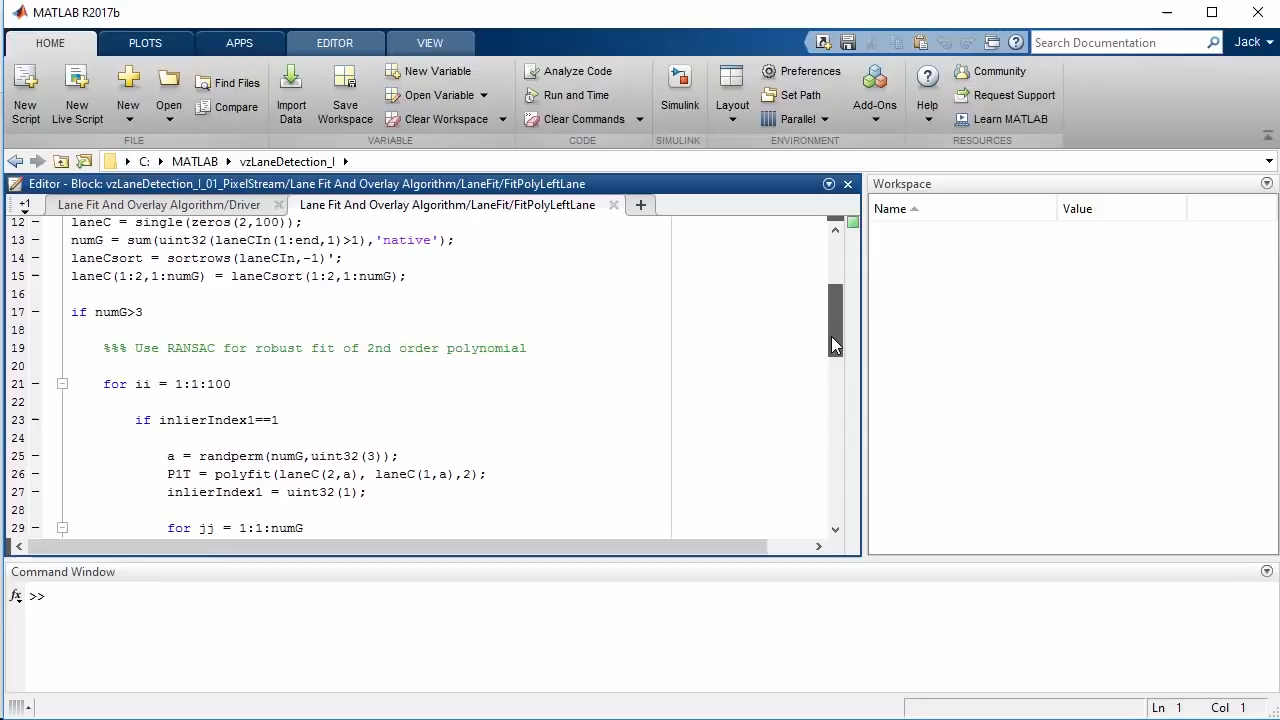 MATLAB R2017b
HOME PLOTS APPS EDITOR VIEW Search Documentation Jack
New Script New Live Script New Open Find Files Compare FILE
Import Data Save Workspace New Variable Open Variable Clear Workspace VARIABLE
Analyze Code Run and Time Clear Commands CODE
Simulink SIMULINK
Layout Preferences Set Path Parallel Add-Ons ENVIRONMENT
Help Community Request Support Learn MATLAB RESOURCES
C: MATLAB vzLaneDetection_I
Editor - Block: vzLaneDetection_I_01_PixelStream/Lane Fit And Overlay Algorithm/LaneFit/FitPolyLeftLane
+1 Lane Fit And Overlay Algorithm/Driver Lane Fit And Overlay Algorithm/LaneFit/FitPolyLeftLane +
12 – laneC = single(zeros(2,100));
13 – numG = sum(uint32(laneCIn(1:end,1)>1),'native');
14 – laneCsort = sortrows(laneCIn,-1)';
15 – laneC(1:2,1:numG) = laneCsort(1:2,1:numG);
16
17 – if numG>3
18
19 %%% Use RANSAC for robust fit of 2nd order polynomial
20
21 – for ii = 1:1:100
22
23 – if inlierIndex1==1
24
25 – a = randperm(numG,uint32(3));
26 – P1T = polyfit(laneC(2,a), laneC(1,a),2);
27 – inlierIndex1 = uint32(1);
28
29 – for jj = 1:1:numG
Workspace
Name Value
Command Window
fx >>
Ln 1 Col 1